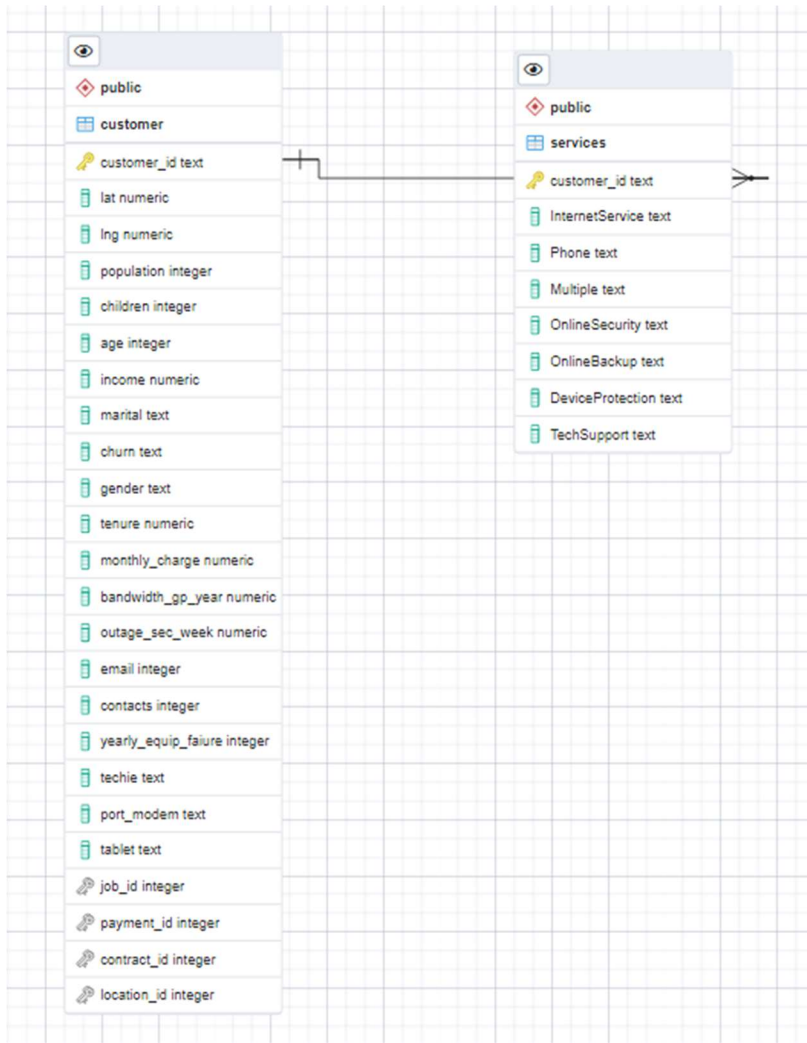 public
customer
customer_id text
lat numeric
lng numeric
population integer
children integer
age integer
income numeric
marital text
churn text
gender text
tenure numeric
monthly_charge numeric
bandwidth_gp_year numeric
outage_sec_week numeric
email integer
contacts integer
yearly_equip_faiure integer
techie text
port_modem text
tablet text
job_id integer
payment_id integer
contract_id integer
location_id integer
public
services
customer_id text
InternetService text
Phone text
Multiple text
OnlineSecurity text
OnlineBackup text
DeviceProtection text
TechSupport text